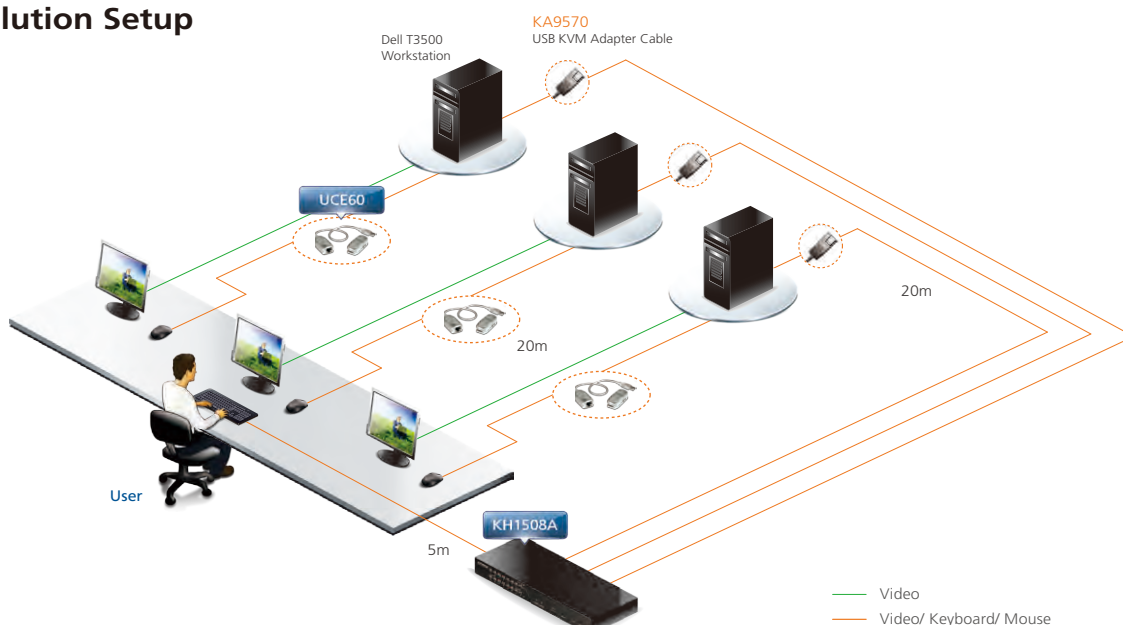 lution Setup
KA9570
USB KVM Adapter Cable
Dell T3500
Workstation
UCE60
20m
20m
User
KH1508A
5m
Video
Video/ Keyboard/ Mouse